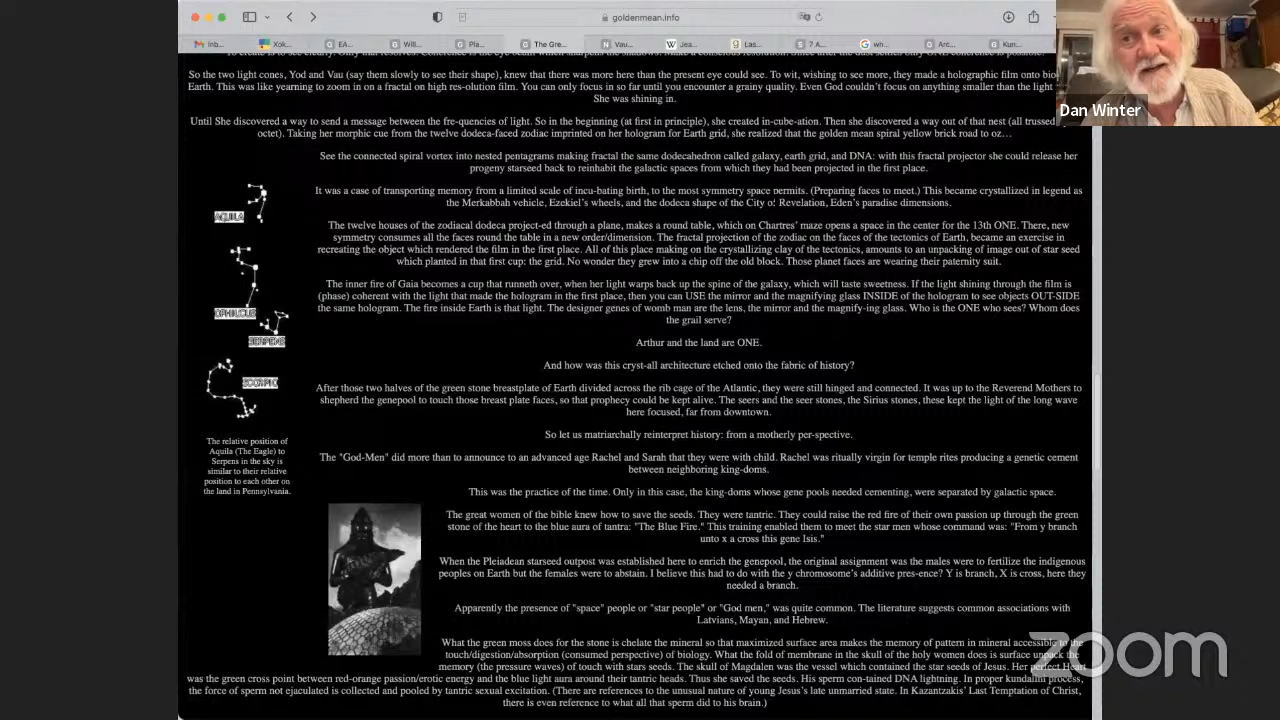 goldenmean.info
Inb...
Xok...
EA...
Will...
Pla...
The Gre...
Vau...
Jea...
Las...
7 A...
wh...
Arc...
Kun...
Dan Winter
So the two light cones, Yod and Vau (say them slowly to see their shape), knew that there was more here than the present eye could see. To wit, wishing to see more, they made a holographic film onto bio
Earth. This was like yearning to zoom in on a fractal on high res-olution film. You can only focus in so far until you encounter a grainy quality. Even God couldn't focus on anything smaller than the light
She was shining in.
Until She discovered a way to send a message between the fre-quencies of light. So in the beginning (at first in principle), she created in-cube-ation. Then she discovered a way out of that nest (all trussed
octet). Taking her morphic cue from the twelve dodeca-faced zodiac imprinted on her hologram for Earth grid, she realized that the golden mean spiral yellow brick road to oz…
See the connected spiral vortex into nested pentagrams making fractal the same dodecahedron called galaxy, earth grid, and DNA: with this fractal projector she could release her
progeny starseed back to reinhabit the galactic spaces from which they had been projected in the first place.
It was a case of transporting memory from a limited scale of incu-bating birth, to the most symmetry space permits. (Preparing faces to meet.) This became crystallized in legend as
the Merkabbah vehicle, Ezekiel's wheels, and the dodeca shape of the City of Revelation, Eden's paradise dimensions.
AQUILA
The twelve houses of the zodiacal dodeca project-ed through a plane, makes a round table, which on Chartres' maze opens a space in the center for the 13th ONE. There, new
symmetry consumes all the faces round the table in a new order/dimension. The fractal projection of the zodiac on the faces of the tectonics of Earth, became an exercise in
recreating the object which rendered the film in the first place. All of this place making on the crystallizing clay of the tectonics, amounts to an unpacking of image out of star seed
which planted in that first cup: the grid. No wonder they grew into a chip off the old block. Those planet faces are wearing their paternity suit.
The inner fire of Gaia becomes a cup that runneth over, when her light warps back up the spine of the galaxy, which will taste sweetness. If the light shining through the film is
(phase) coherent with the light that made the hologram in the first place, then you can USE the mirror and the magnifying glass INSIDE of the hologram to see objects OUT-SIDE
the same hologram. The fire inside Earth is that light. The designer genes of womb man are the lens, the mirror and the magnify-ing glass. Who is the ONE who sees? Whom does
the grail serve?
SERPENS
Arthur and the land are ONE.
And how was this cryst-all architecture etched onto the fabric of history?
SCORPIO
After those two halves of the green stone breastplate of Earth divided across the rib cage of the Atlantic, they were still hinged and connected. It was up to the Reverend Mothers to
shepherd the genepool to touch those breast plate faces, so that prophecy could be kept alive. The seers and the seer stones, the Sirius stones, these kept the light of the long wave
here focused, far from downtown.
So let us matriarchally reinterpret history: from a motherly per-spective.
The relative position of
Aquila (The Eagle) to
Serpens in the sky is
similar to their relative
position to each other on
the land in Pennsylvania.
The "God-Men" did more than to announce to an advanced age Rachel and Sarah that they were with child. Rachel was ritually virgin for temple rites producing a genetic cement
between neighboring king-doms.
This was the practice of the time. Only in this case, the king-doms whose gene pools needed cementing, were separated by galactic space.
The great women of the bible knew how to save the seeds. They were tantric. They could raise the red fire of their own passion up through the green
stone of the heart to the blue aura of tantra: "The Blue Fire." This training enabled them to meet the star men whose command was: "From y branch
unto x a cross this gene Isis."
When the Pleiadean starseed outpost was established here to enrich the genepool, the original assignment was the males were to fertilize the indigenous
peoples on Earth but the females were to abstain. I believe this had to do with the y chromosome's additive pres-ence? Y is branch, X is cross, here they
needed a branch.
Apparently the presence of "space" people or "star people" or "God men," was quite common. The literature suggests common associations with
Latvians, Mayan, and Hebrew.
What the green moss does for the stone is chelate the mineral so that maximized surface area makes the memory of pattern in mineral accessible to the
touch/digestion/absorption (consumed perspective) of biology. What the fold of membrane in the skull of the holy women does is surface unpack the
memory (the pressure waves) of touch with stars seeds. The skull of Magdalen was the vessel which contained the star seeds of Jesus. Her perfect Heart
was the green cross point between red-orange passion/erotic energy and the blue light aura around their tantric heads. Thus she saved the seeds. His sperm con-tained DNA lightning. In proper kundalini process,
the force of sperm not ejaculated is collected and pooled by tantric sexual excitation. (There are references to the unusual nature of young Jesus's late unmarried state. In Kazantzakis' Last Temptation of Christ,
there is even reference to what all that sperm did to his brain.)
zoom